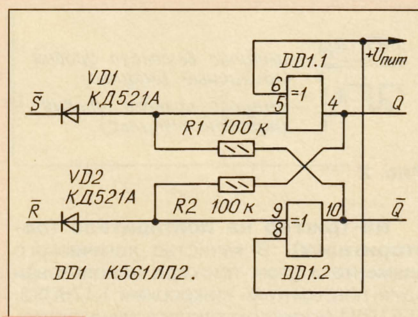 +Uпит
DD1.1
VD1
КД521А
6
5
=1
4
S̅
Q
R1 100 к
VD2
КД521А
R2 100 к
R̅
9
8
=1
10
Q̅
DD1 К561ЛП2.
DD1.2